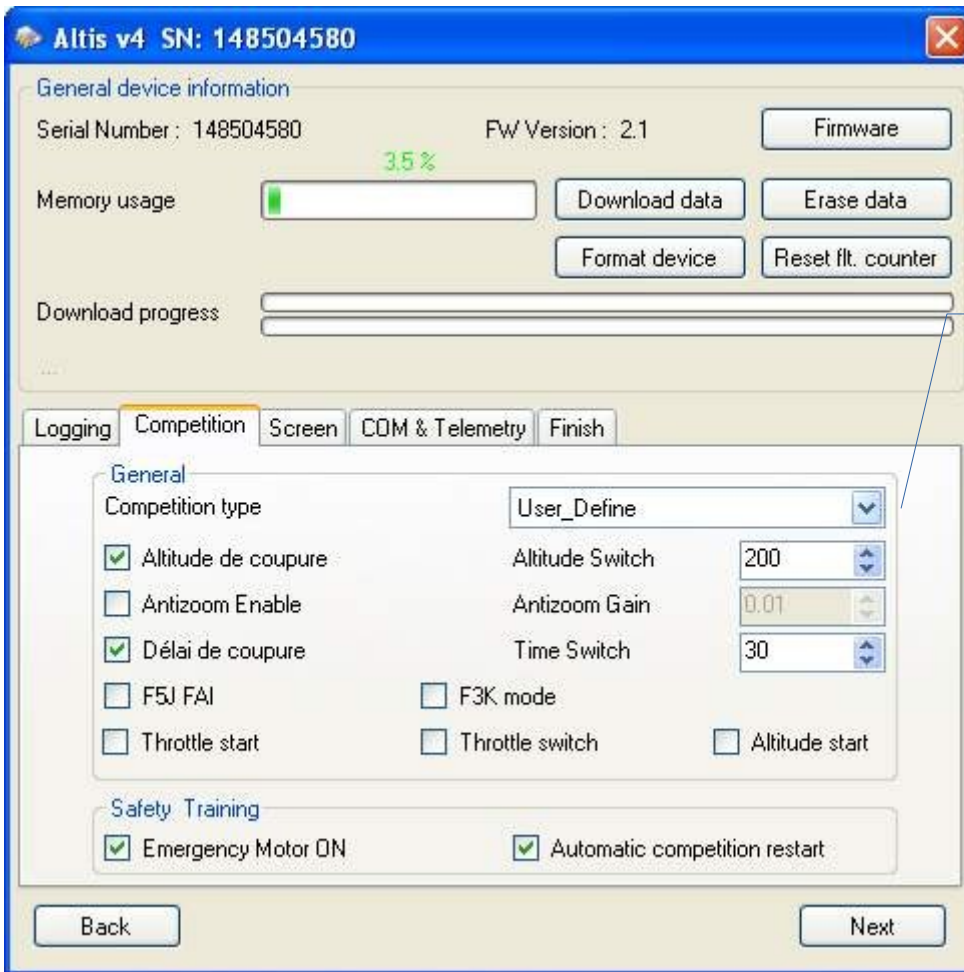 Altis v4 SN: 148504580
General device information
Serial Number : 148504580 FW Version : 2.1 Firmware
3.5 %
Memory usage Download data Erase data
Format device Reset flt. counter
Download progress
...
Logging Competition Screen COM & Telemetry Finish
General
Competition type User_Define
Altitude de coupure Altitude Switch 200
Antizoom Enable Antizoom Gain 0.01
Délai de coupure Time Switch 30
F5J FAI F3K mode
Throttle start Throttle switch Altitude start
Safety Training
Emergency Motor ON Automatic competition restart
Back Next